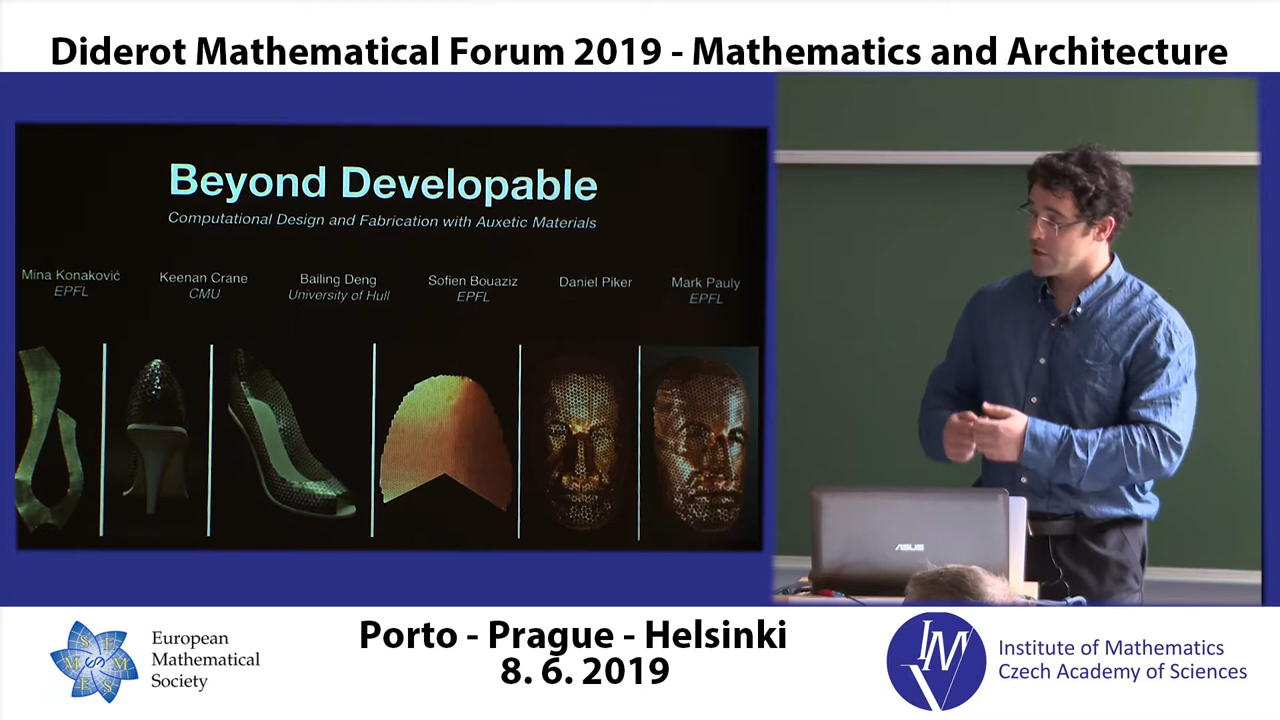 Diderot Mathematical Forum 2019 - Mathematics and Architecture
Beyond Developable
Computational Design and Fabrication with Auxetic Materials
Mina Konaković
EPFL
Keenan Crane
CMU
Bailing Deng
University of Hull
Sofien Bouaziz
EPFL
Daniel Piker
Mark Pauly
EPFL
ASUS
European
Mathematical
Society
Porto - Prague - Helsinki
8. 6. 2019
IMV
Institute of Mathematics
Czech Academy of Sciences